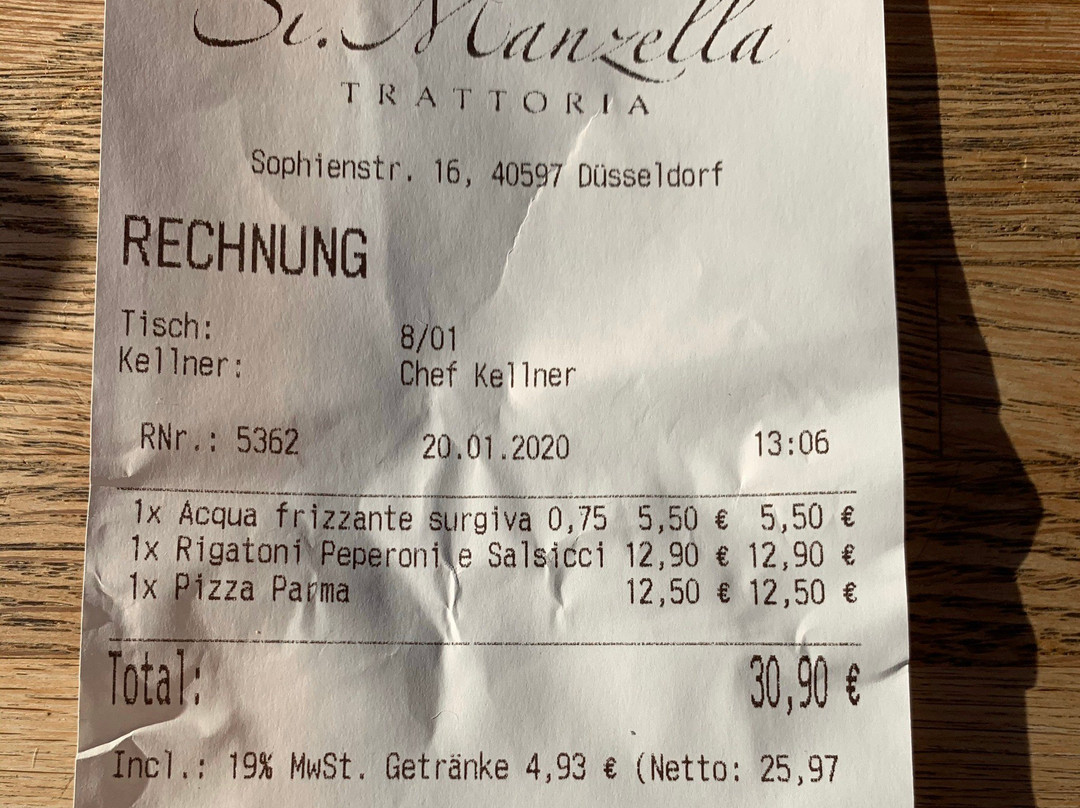 St. Manzella
TRATTORIA
Sophienstr. 16, 40597 Düsseldorf
RECHNUNG
Tisch: 8/01
Kellner: Chef Kellner
RNr.: 5362 20.01.2020 13:06
1x Acqua frizzante surgiva 0,75 5,50 € 5,50 €
1x Rigatoni Peperoni e Salsicci 12,90 € 12,90 €
1x Pizza Parma 12,50 € 12,50 €
Total: 30,90 €
Incl.: 19% MwSt. Getränke 4,93 € (Netto: 25,97